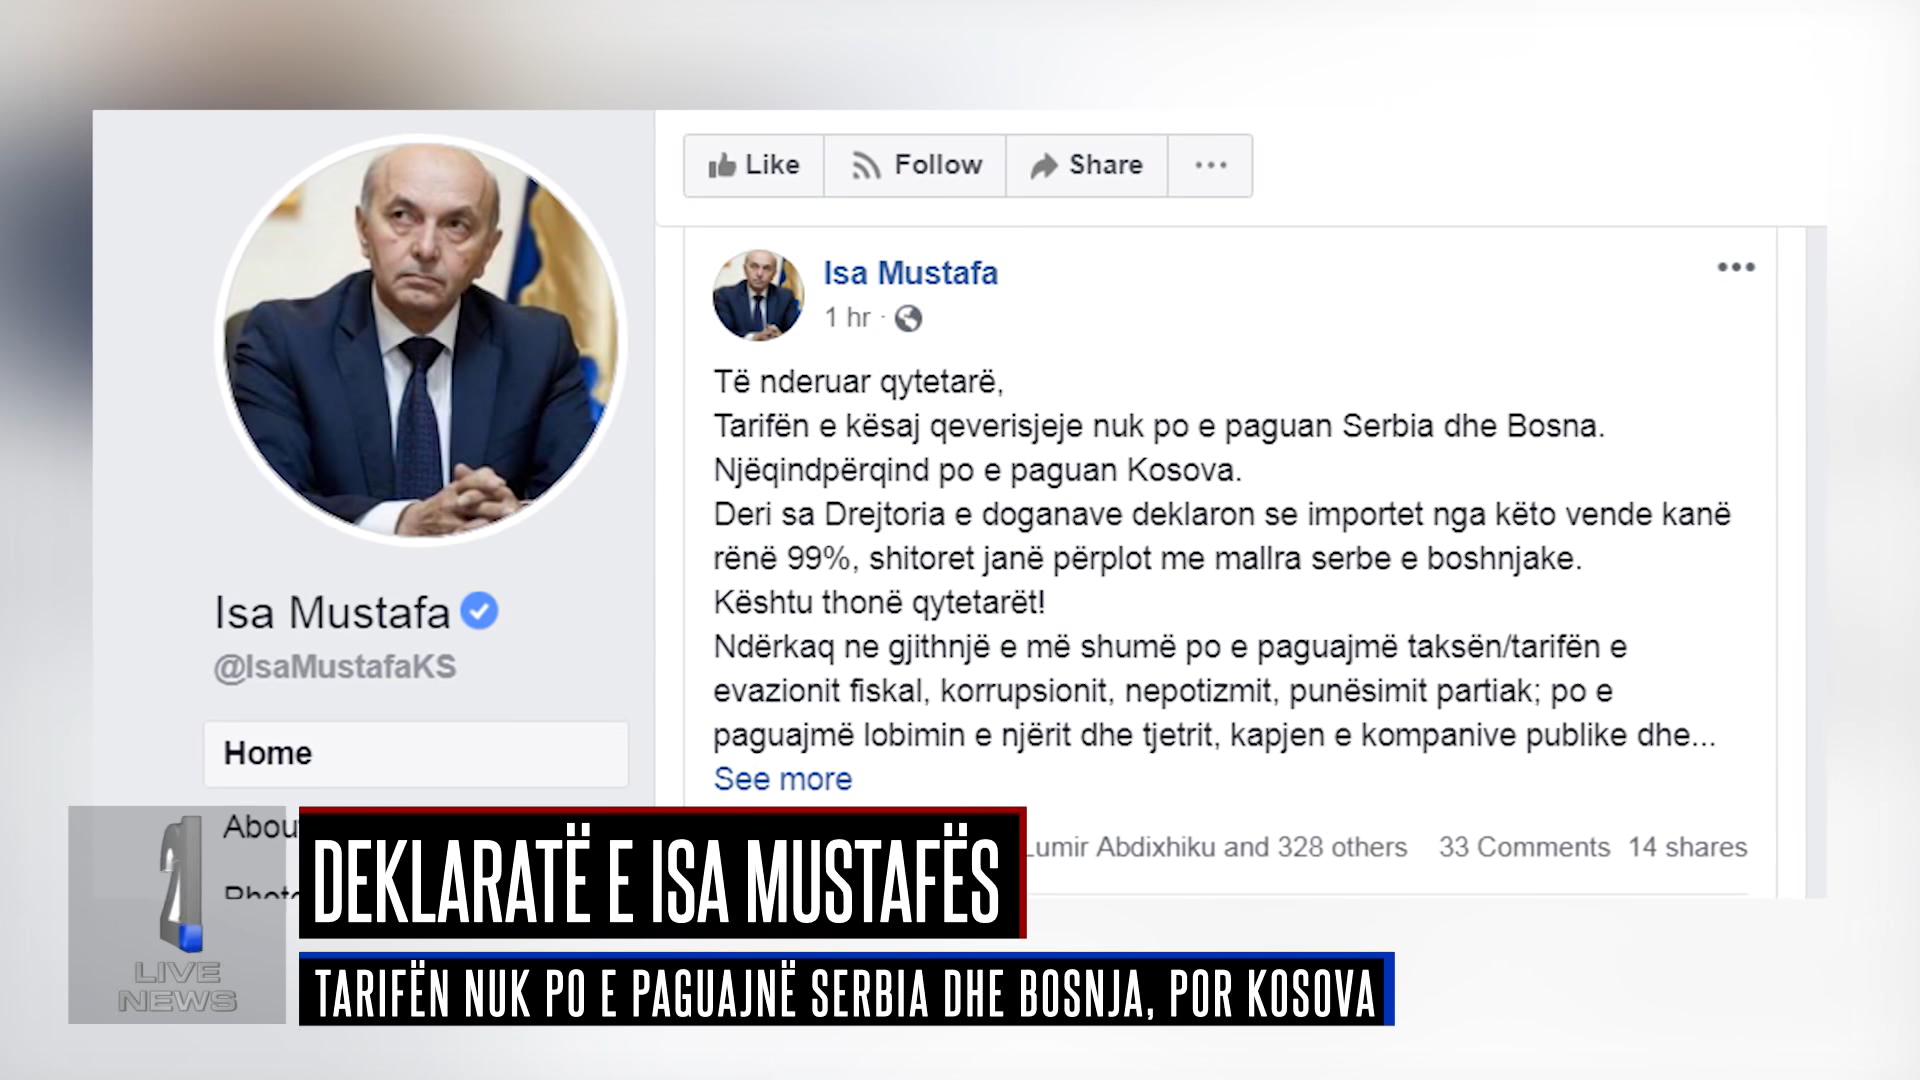 Like
Follow
Share
Isa Mustafa
1 hr ·
Të nderuar qytetarë,
Tarifën e kësaj qeverisjeje nuk po e paguan Serbia dhe Bosna.
Njëqindpërqind po e paguan Kosova.
Deri sa Drejtoria e doganave deklaron se importet nga këto vende kanë
rënë 99%, shitoret janë përplot me mallra serbe e boshnjake.
Kështu thonë qytetarët!
Ndërkaq ne gjithnjë e më shumë po e paguajmë taksën/tarifën e
evazionit fiskal, korrupsionit, nepotizmit, punësimit partiak; po e
paguajmë lobimin e njërit dhe tjetrit, kapjen e kompanive publike dhe...
See more
Lumir Abdixhiku and 328 others 33 Comments 14 shares
Isa Mustafa
@IsaMustafaKS
Home
DEKLARATË E ISA MUSTAFËS
TARIFËN NUK PO E PAGUAJNË SERBIA DHE BOSNJA, POR KOSOVA
21
LIVE
NEWS